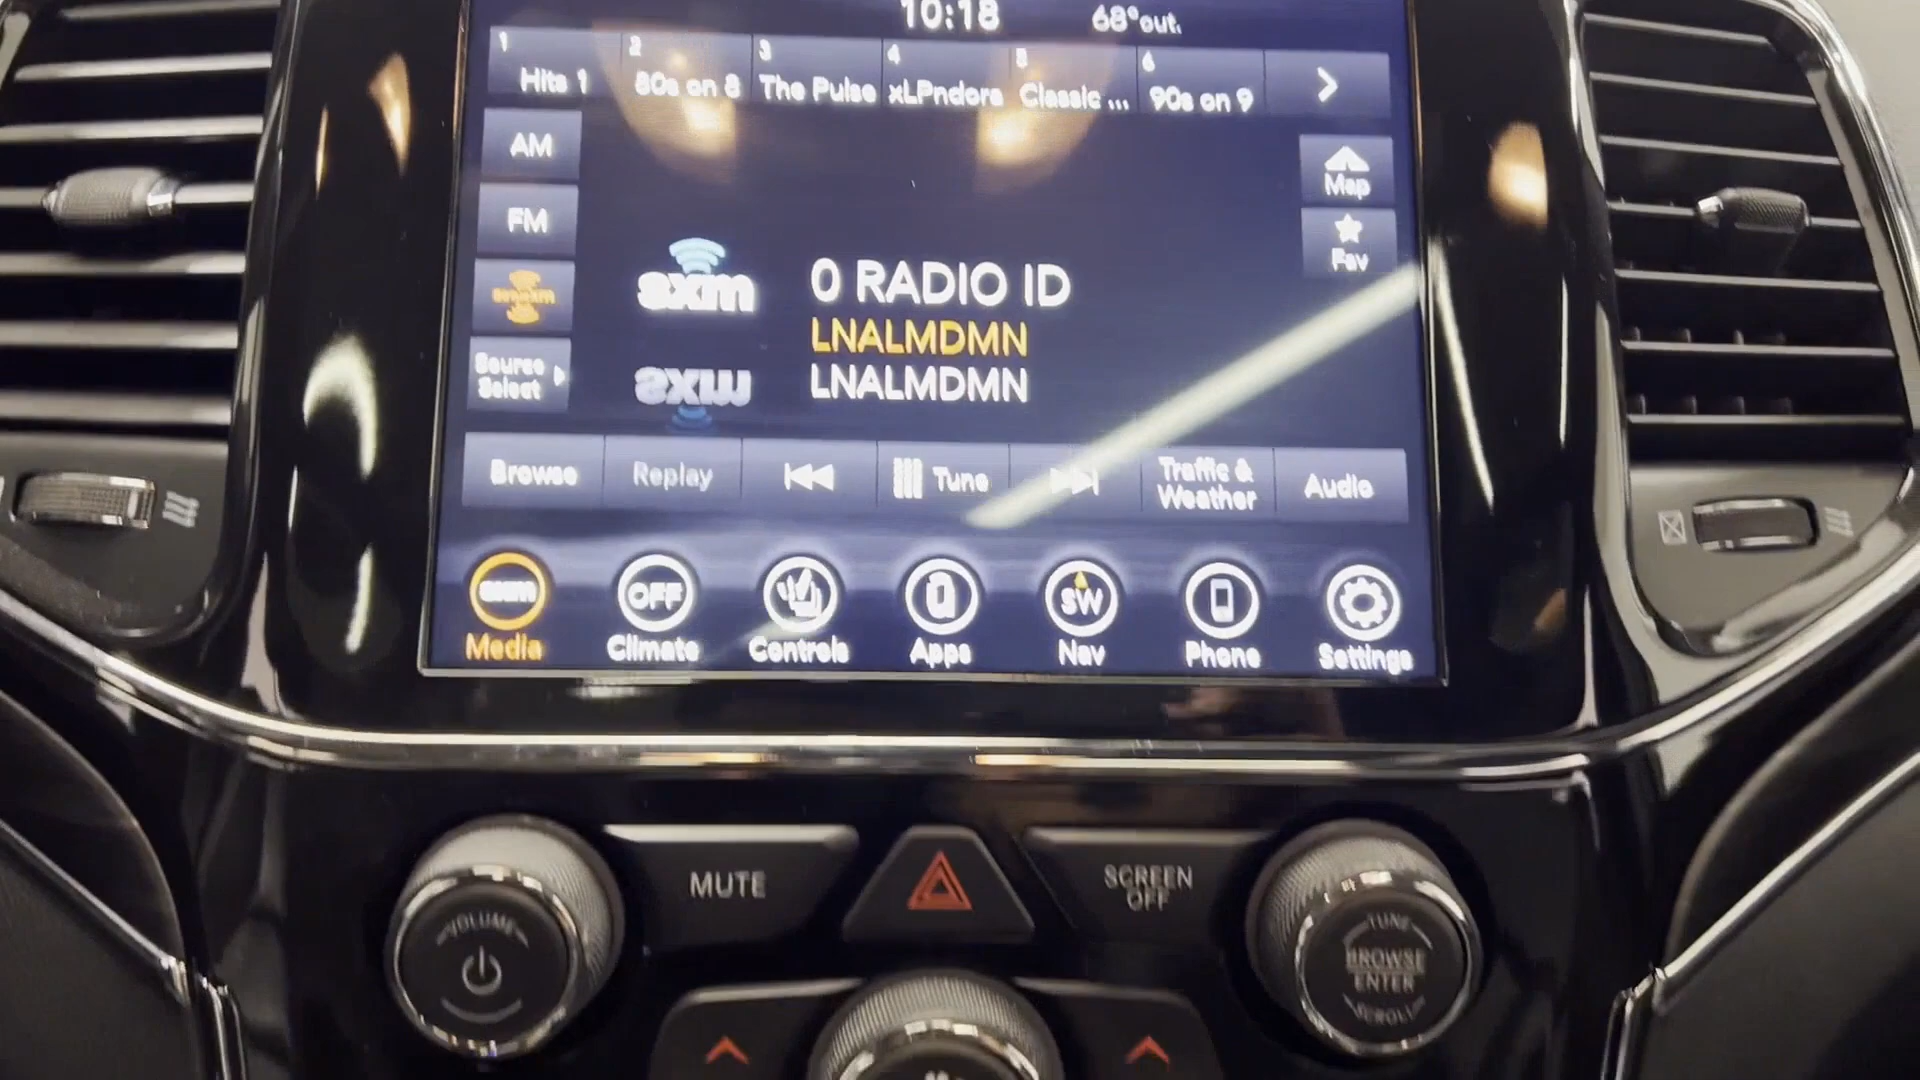 10:18 68°out.
1 2 3 4 5 6
Hits 1 80s on 8 The Pulse xLPndora Classic ... 90s on 9
AM
Map
FM
Fav
sxm
0 RADIO ID
LNALMDMN
LNALMDMN
siriusxm
Source
Select
Browse Replay Tune Traffic & Weather Audio
OFF SW
Media Climate Controls Apps Nav Phone Settings
MUTE
SCREEN
OFF
VOLUME
TUNE
BROWSE
ENTER
SCROLL